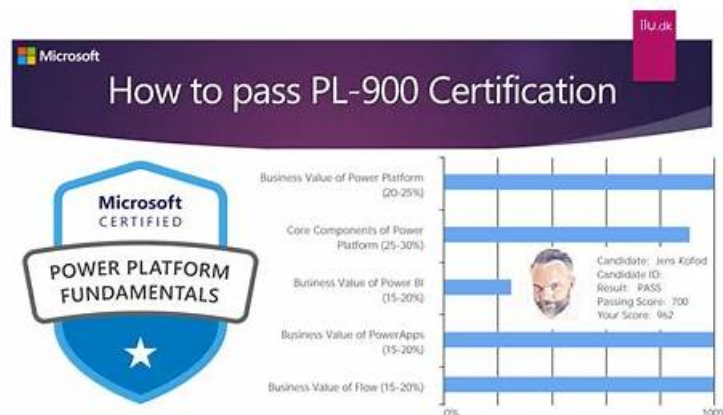 iiu.dk
Microsoft
How to pass PL-900 Certification
Microsoft
CERTIFIED
POWER PLATFORM
FUNDAMENTALS
Business Value of Power Platform
(20-25%)
Core Components of Power
Platform (25-30%)
Business Value of Power BI
(15-20%)
Business Value of PowerApps
(15-20%)
Business Value of Flow (15-20%)
Candidate: Jens Kofod
Candidate ID:
Result: PASS
Passing Score: 700
Your Score: 962
0%
100%